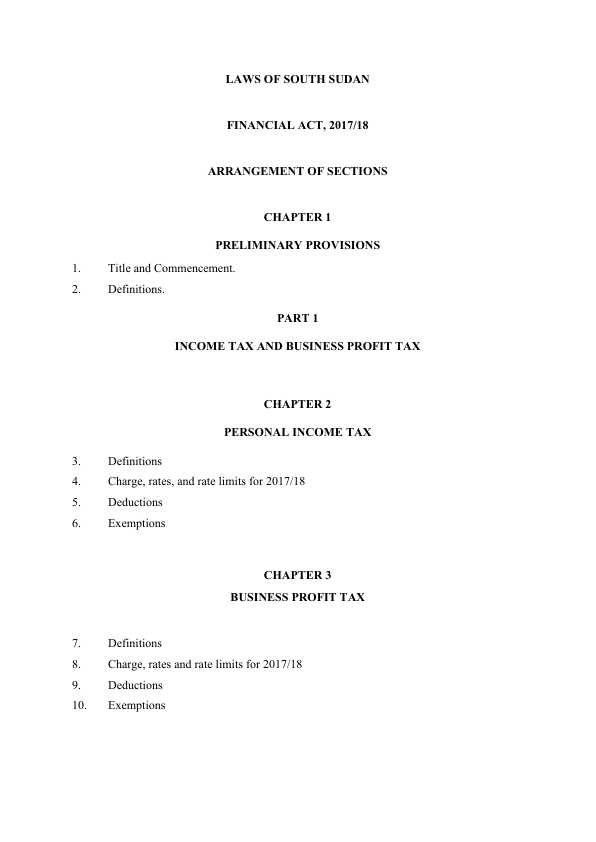 LAWS OF SOUTH SUDAN
FINANCIAL ACT, 2017/18
ARRANGEMENT OF SECTIONS
CHAPTER 1
PRELIMINARY PROVISIONS
1. Title and Commencement.
2. Definitions.
PART 1
INCOME TAX AND BUSINESS PROFIT TAX
CHAPTER 2
PERSONAL INCOME TAX
3. Definitions
4. Charge, rates, and rate limits for 2017/18
5. Deductions
6. Exemptions
CHAPTER 3
BUSINESS PROFIT TAX
7. Definitions
8. Charge, rates and rate limits for 2017/18
9. Deductions
10. Exemptions